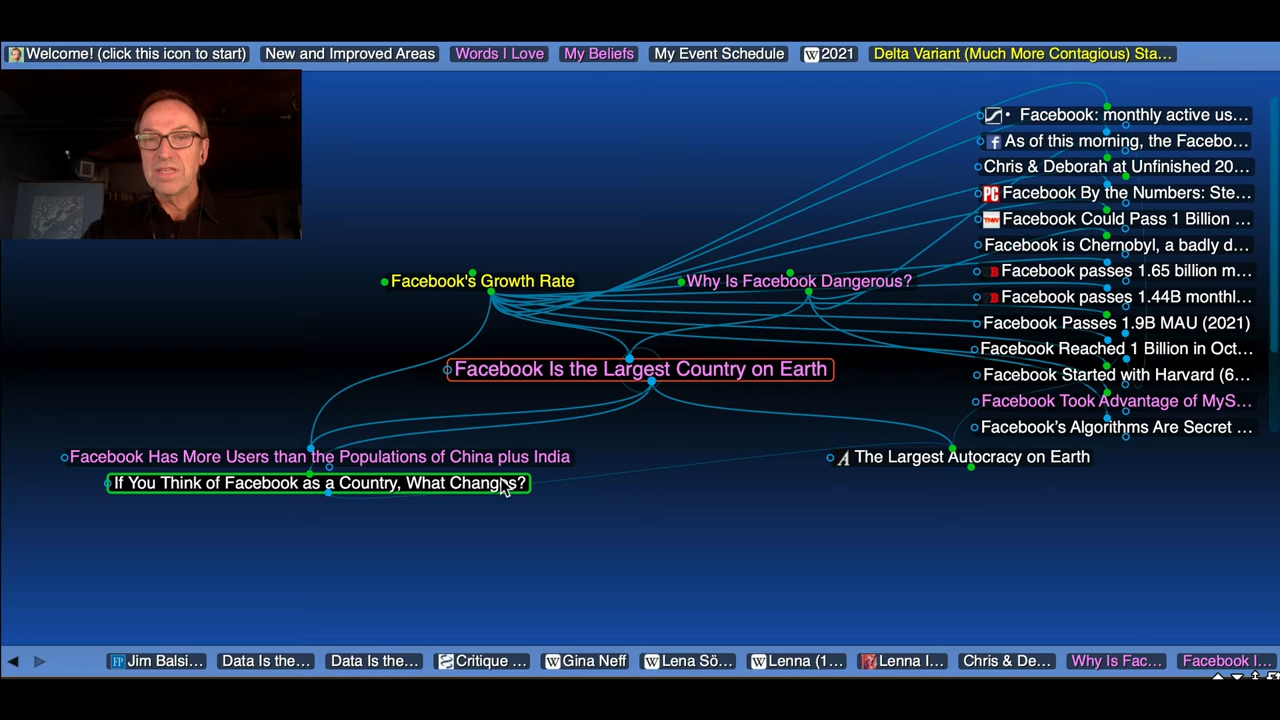 Welcome! (click this icon to start) New and Improved Areas Words I Love My Beliefs My Event Schedule W 2021 Delta Variant (Much More Contagious) Sta...
• Facebook: monthly active us...
As of this morning, the Facebo...
Chris & Deborah at Unfinished 20...
PC Facebook By the Numbers: Ste...
Facebook Could Pass 1 Billion ...
Facebook is Chernobyl, a badly d...
B Facebook passes 1.65 billion m...
B Facebook passes 1.44B monthl...
Facebook Passes 1.9B MAU (2021)
Facebook Reached 1 Billion in Oct...
Facebook Started with Harvard (6...
Facebook Took Advantage of MyS...
Facebook's Algorithms Are Secret ...
Facebook's Growth Rate
Why Is Facebook Dangerous?
Facebook Is the Largest Country on Earth
Facebook Has More Users than the Populations of China plus India
If You Think of Facebook as a Country, What Changes?
A The Largest Autocracy on Earth
FP Jim Balsi... Data Is the... Data Is the... Critique ... W Gina Neff W Lena Sö... W Lenna (1... Lenna I... Chris & De... Why Is Fac... Facebook I...